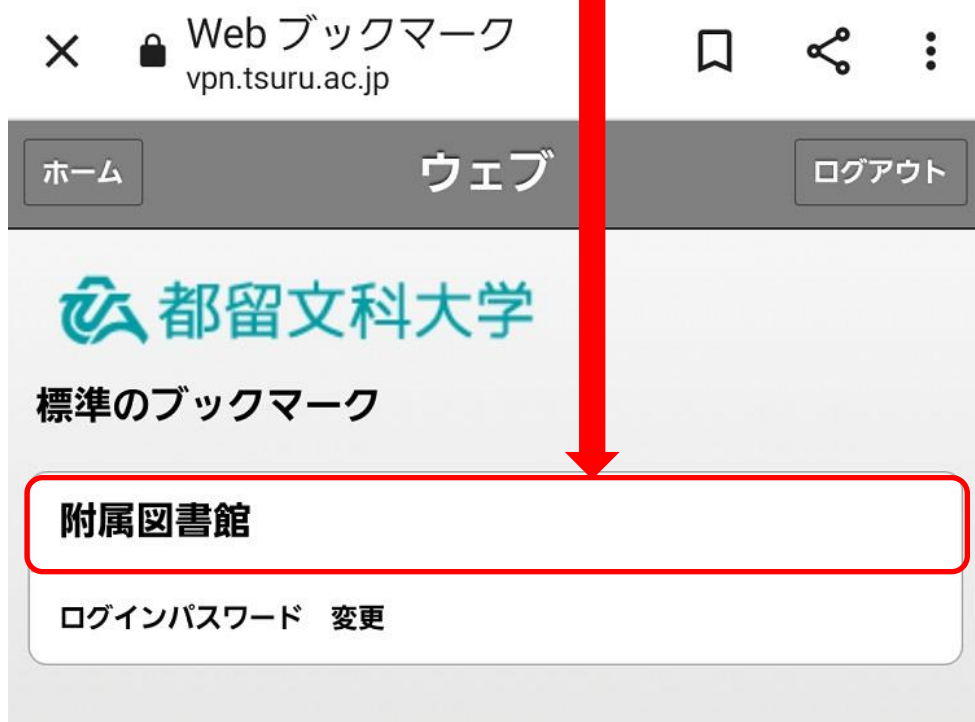 Web ブックマーク
vpn.tsuru.ac.jp
ホーム
ウェブ
ログアウト
都留文科大学
標準のブックマーク
附属図書館
ログインパスワード　変更